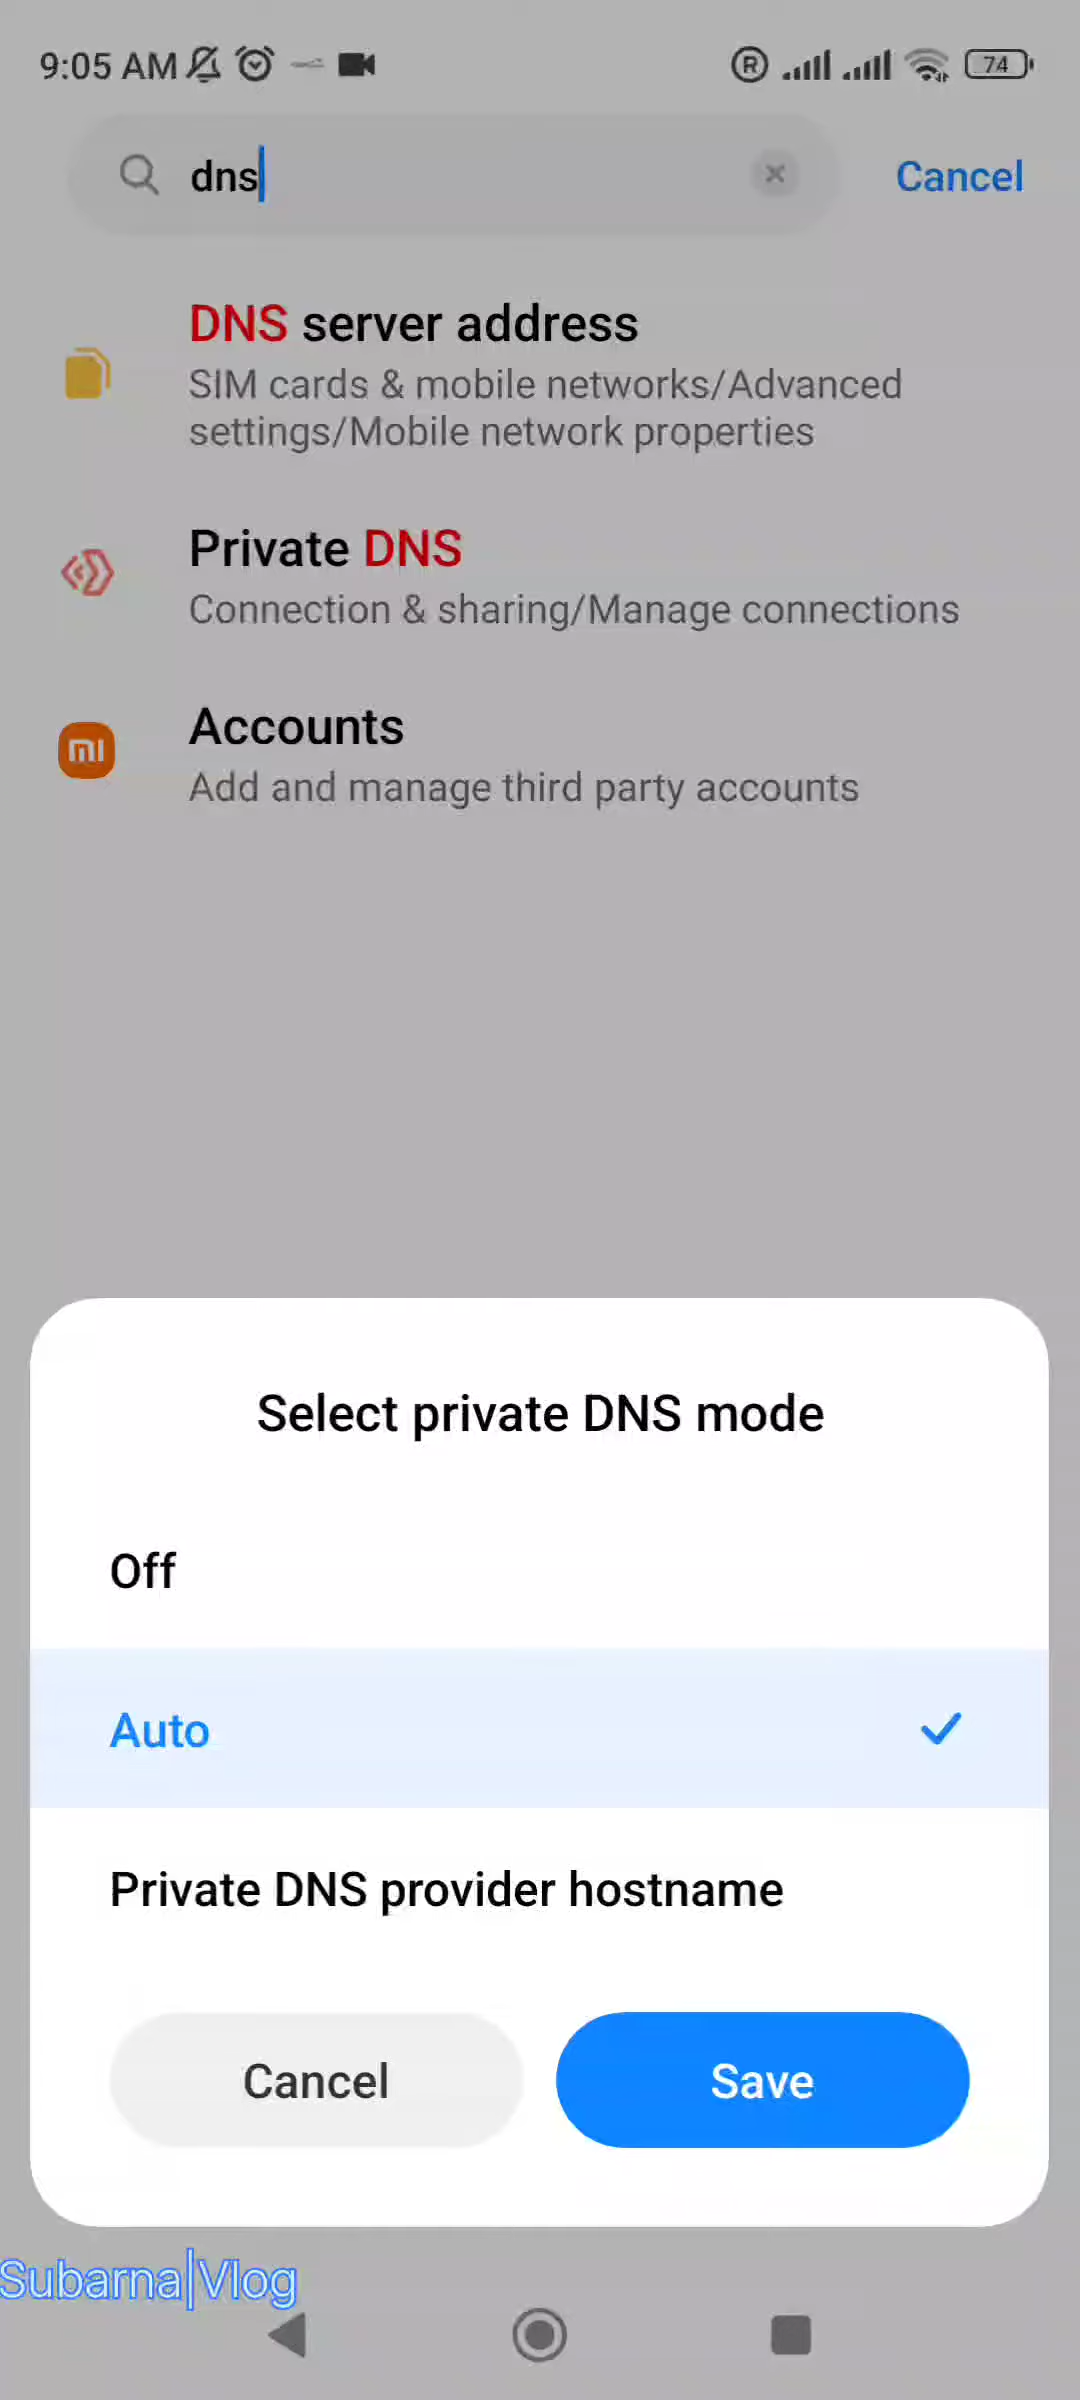 9:05 AM
R
74
dns
Cancel
DNS server address
SIM cards & mobile networks/Advanced
settings/Mobile network properties
Private DNS
Connection & sharing/Manage connections
mi
Accounts
Add and manage third party accounts
Select private DNS mode
Off
Auto
Private DNS provider hostname
Cancel
Save
Subarna|Vlog